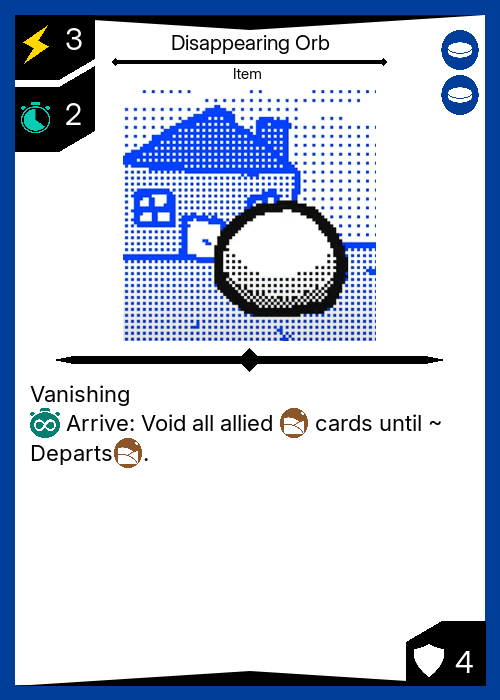 3
Disappearing Orb
Item
2
Vanishing
Arrive: Void all allied cards until ~
Departs.
4